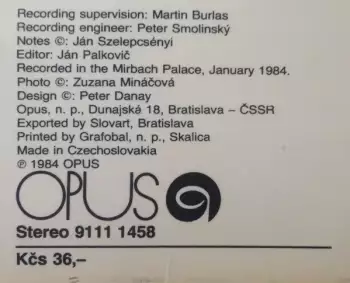 Recording supervision: Martin Burlas
Recording engineer: Peter Smolinský
Notes ©: Ján Szelepcsényi
Editor: Ján Palkovič
Recorded in the Mirbach Palace, January 1984.
Photo ©: Zuzana Mináčová
Design ©: Peter Danay
Opus, n. p., Dunajská 18, Bratislava – ČSSR
Exported by Slovart, Bratislava
Printed by Grafobal, n. p., Skalica
Made in Czechoslovakia
℗ 1984 OPUS
OPUS
Stereo 9111 1458
Kčs 36,–